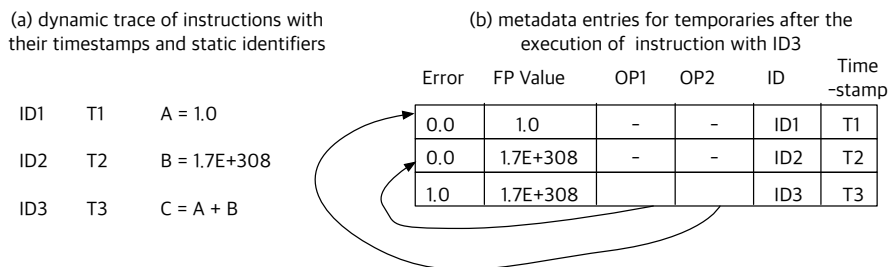 (a) dynamic trace of instructions with
their timestamps and static identifiers
ID1 T1 A = 1.0
ID2 T2 B = 1.7E+308
ID3 T3 C = A + B
(b) metadata entries for temporaries after the
execution of instruction with ID3
Error FP Value OP1 OP2 ID Time
-stamp
0.0 1.0 - - ID1 T1
0.0 1.7E+308 - - ID2 T2
1.0 1.7E+308 ID3 T3